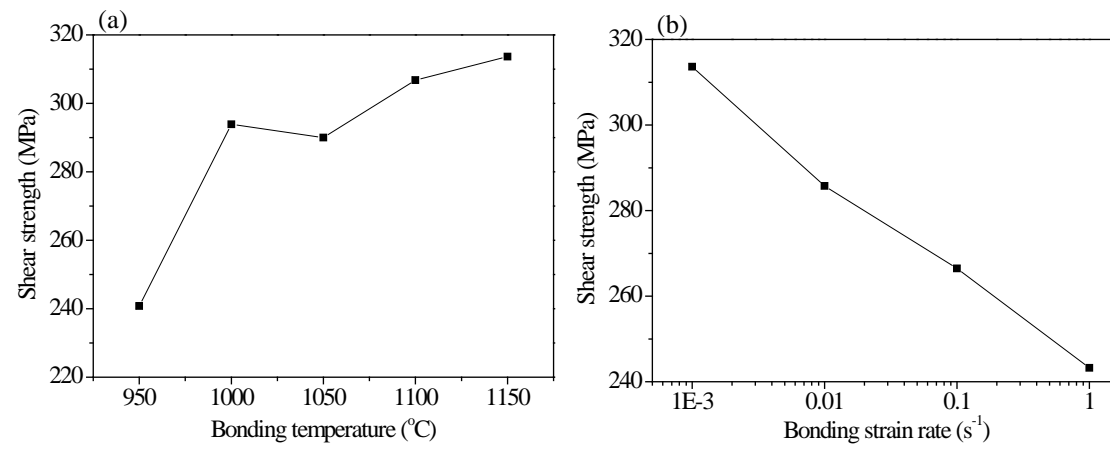 (a)
320
300
280
260
240
220
Shear strength (MPa)
950 1000 1050 1100 1150
Bonding temperature (°C)
(b)
320
300
280
260
240
Shear strength (MPa)
1E-3 0.01 0.1 1
Bonding strain rate (s⁻¹)